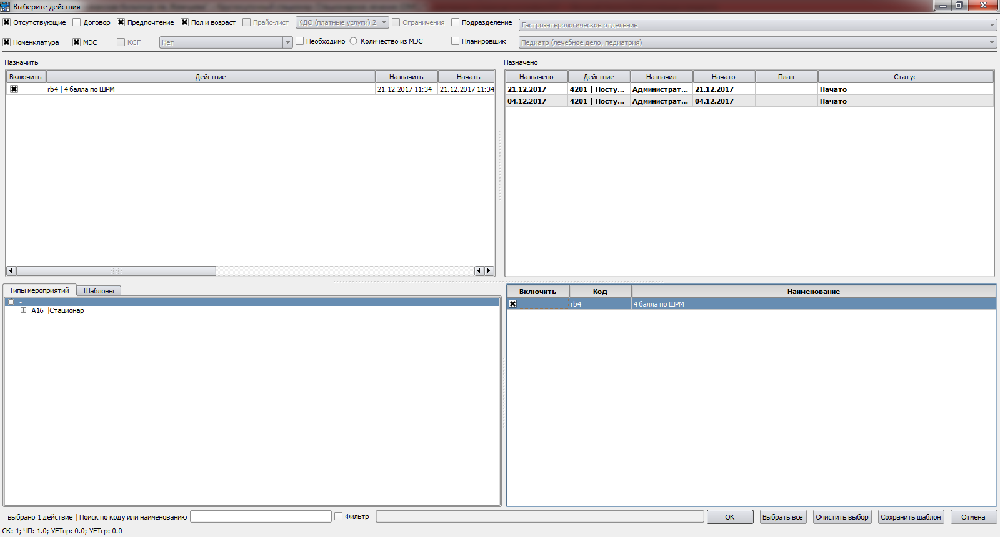 Выберите действия
Отсутствующие Договор Предпочтение Пол и возраст Прайс-лист КДО (платные услуги) 2 Ограничения Подразделение Гастроэнтерологическое отделение
Номенклатура МЭС КСГ Нет Необходимо Количество из МЭС Планировщик Педиатр (лечебное дело, педиатрия)
Назначить
Включить Действие Назначить Начать
rb4 | 4 балла по ШРМ 21.12.2017 11:34 21.12.2017 11:34
Назначено
Назначено Действие Назначил Начато План Статус
21.12.2017 4201 | Посту... Администрат... 21.12.2017 Начато
04.12.2017 4201 | Посту... Администрат... 04.12.2017 Начато
Типы мероприятий Шаблоны
-
А16 |Стационар
Включить Код Наименование
rb4 4 балла по ШРМ
выбрано 1 действие | Поиск по коду или наименованию Фильтр ОК Выбрать всё Очистить выбор Сохранить шаблон Отмена
СК: 1; ЧП: 1.0; УЕТвр: 0.0; УЕТср: 0.0